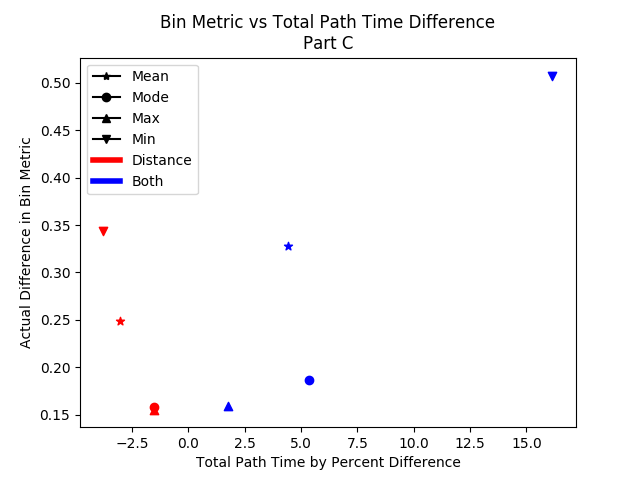 Bin Metric vs Total Path Time Difference
Part C
Mean
Mode
Max
Min
Distance
Both
Actual Difference in Bin Metric
0.50
0.45
0.40
0.35
0.30
0.25
0.20
0.15
−2.5 0.0 2.5 5.0 7.5 10.0 12.5 15.0
Total Path Time by Percent Difference